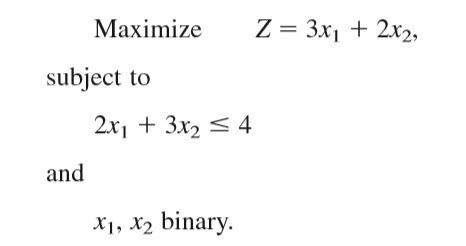 Maximize Z = 3x₁ + 2x₂,
subject to
2x₁ + 3x₂ ≤ 4
and
x₁, x₂ binary.